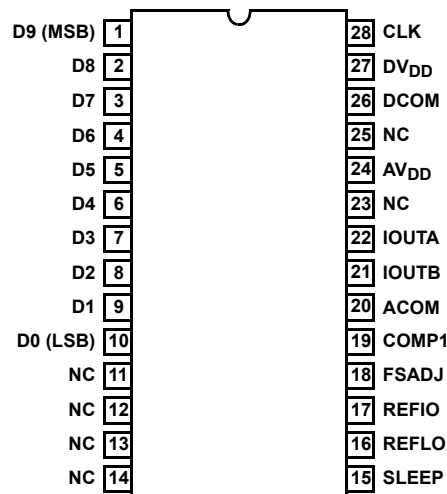 D9 (MSB) 1 28 CLK
D8 2 27 DVDD
D7 3 26 DCOM
D6 4 25 NC
D5 5 24 AVDD
D4 6 23 NC
D3 7 22 IOUTA
D2 8 21 IOUTB
D1 9 20 ACOM
D0 (LSB) 10 19 COMP1
NC 11 18 FSADJ
NC 12 17 REFIO
NC 13 16 REFLO
NC 14 15 SLEEP